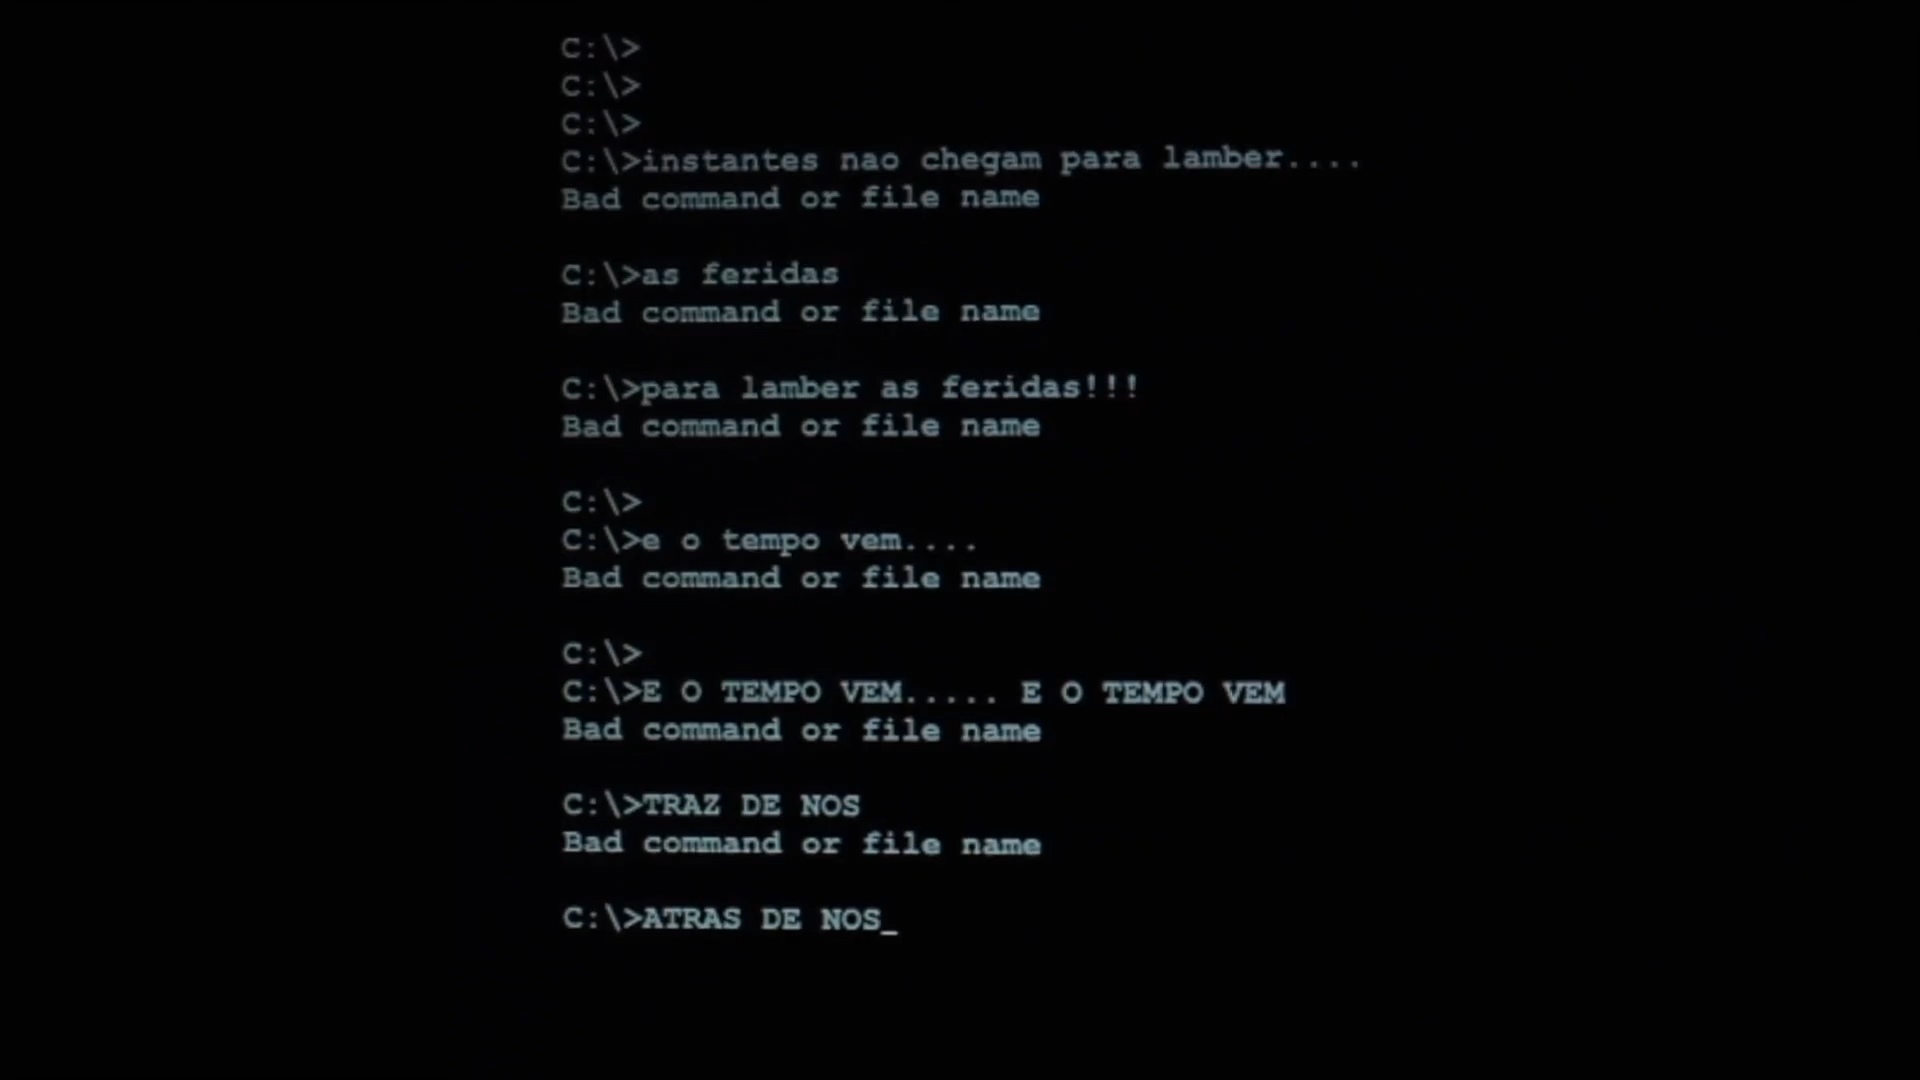 C:\>
C:\>
C:\>
C:\>instantes nao chegam para lamber....
Bad command or file name
C:\>as feridas
Bad command or file name
C:\>para lamber as feridas!!!
Bad command or file name
C:\>
C:\>e o tempo vem....
Bad command or file name
C:\>
C:\>E O TEMPO VEM..... E O TEMPO VEM
Bad command or file name
C:\>TRAZ DE NOS
Bad command or file name
C:\>ATRAS DE NOS_